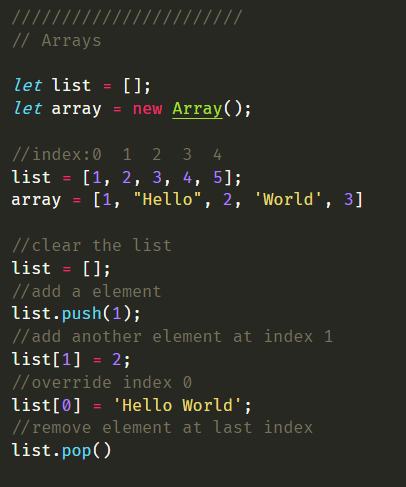 ///////////////////////
// Arrays
let list = [];
let array = new Array();
//index:0  1  2  3  4
list = [1, 2, 3, 4, 5];
array = [1, "Hello", 2, 'World', 3]
//clear the list
list = [];
//add a element
list.push(1);
//add another element at index 1
list[1] = 2;
//override index 0
list[0] = 'Hello World';
//remove element at last index
list.pop()